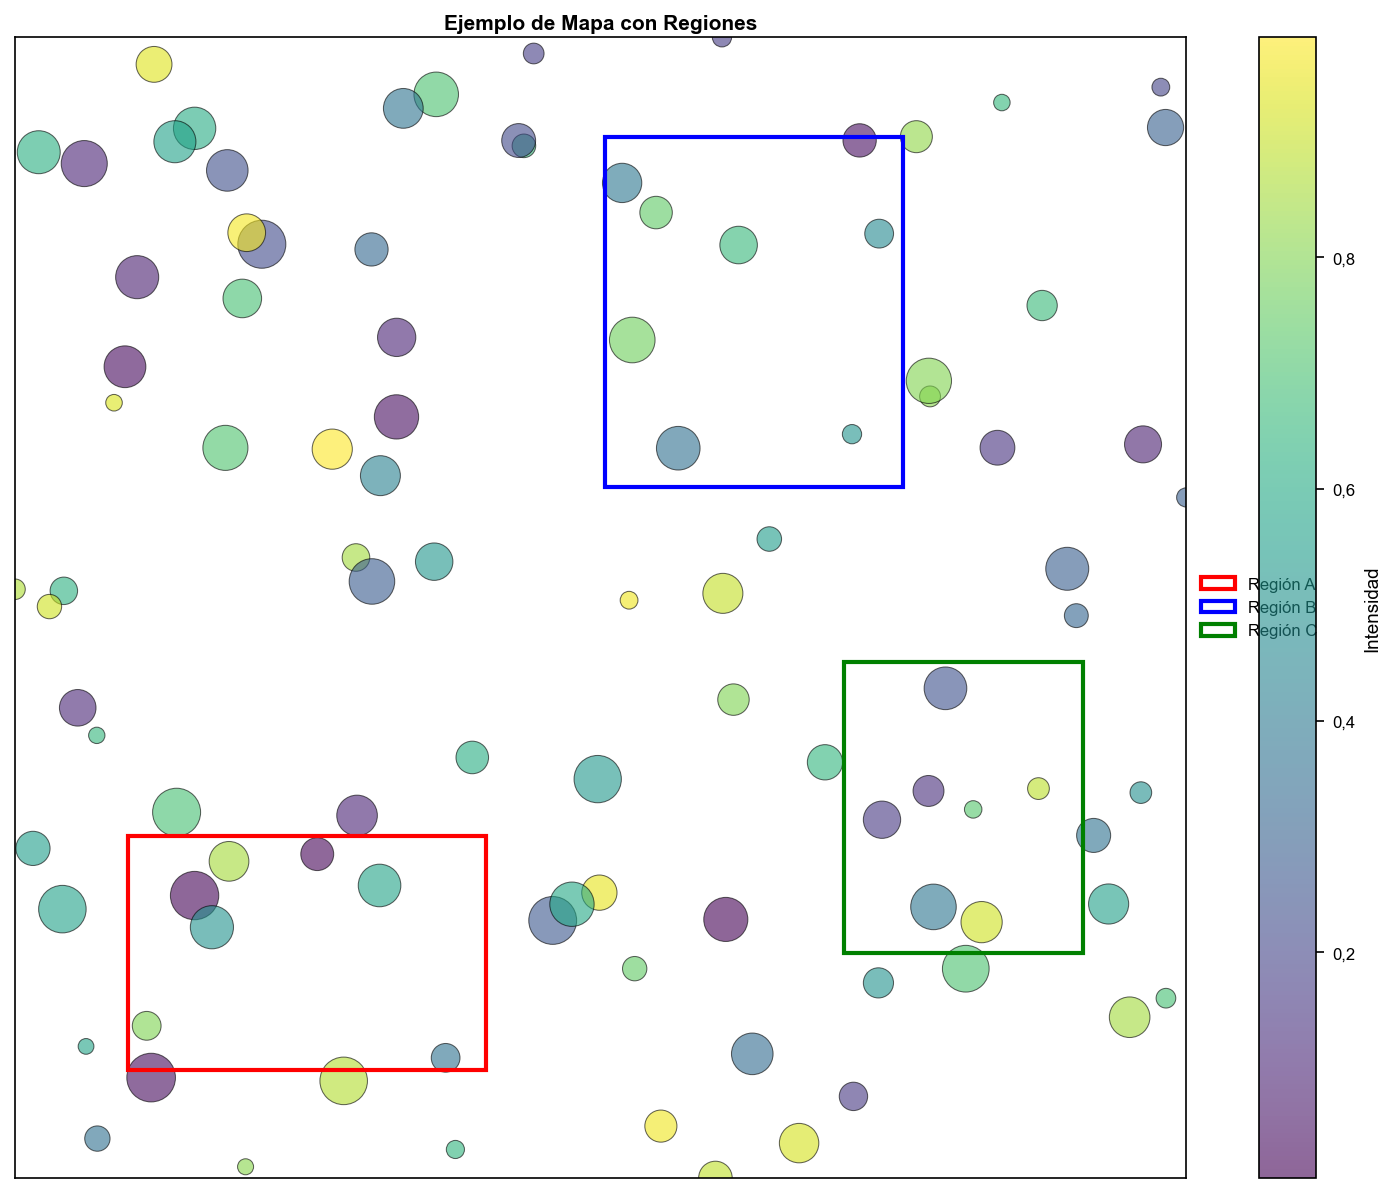 Ejemplo de Mapa con Regiones
0,8
0,6
0,4
0,2
Intensidad
Región A
Región B
Región C